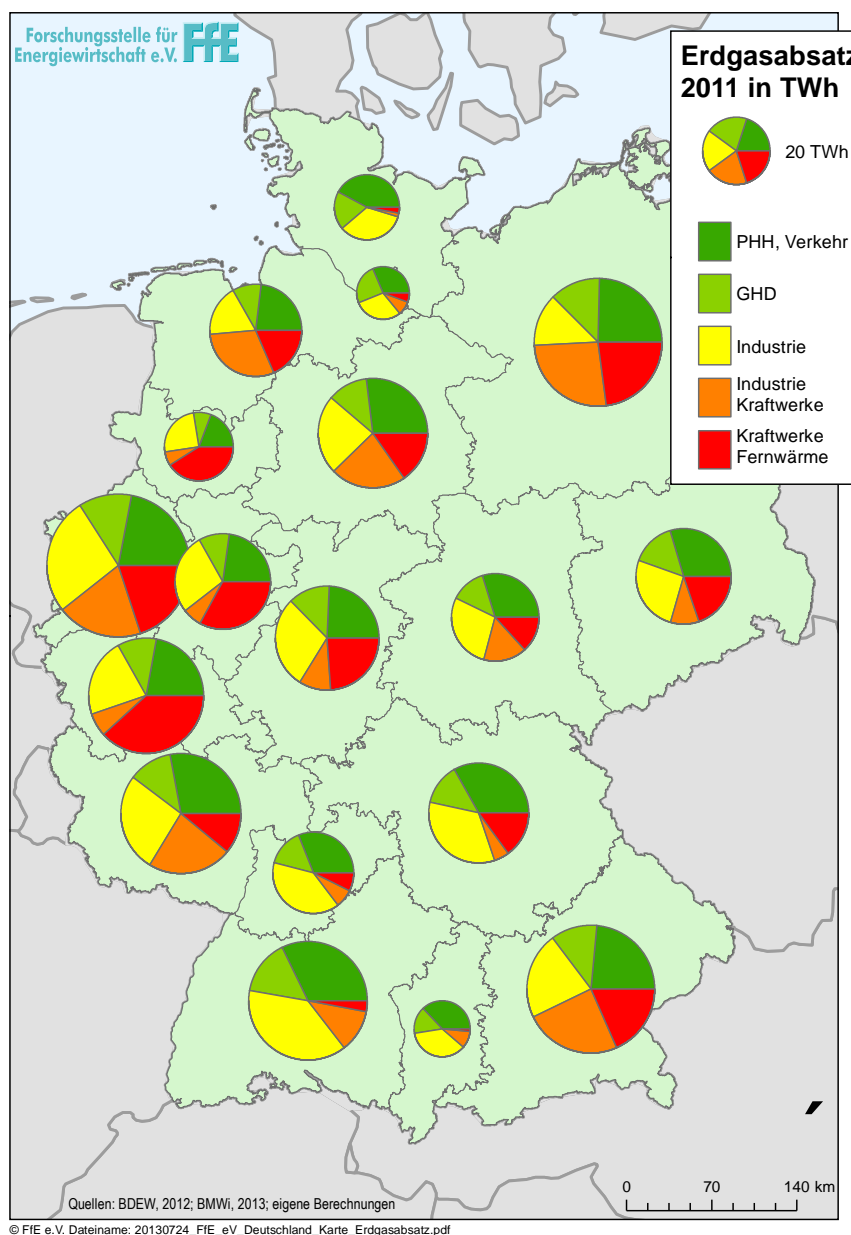 Forschungsstelle für
Energiewirtschaft e.V. FfE
Erdgasabsatz
2011 in TWh
20 TWh
PHH, Verkehr
GHD
Industrie
Industrie
Kraftwerke
Kraftwerke
Fernwärme
0 70 140 km
Quellen: BDEW, 2012; BMWi, 2013; eigene Berechnungen
© FfE e.V. Dateiname: 20130724_FfE_eV_Deutschland_Karte_Erdgasabsatz.pdf